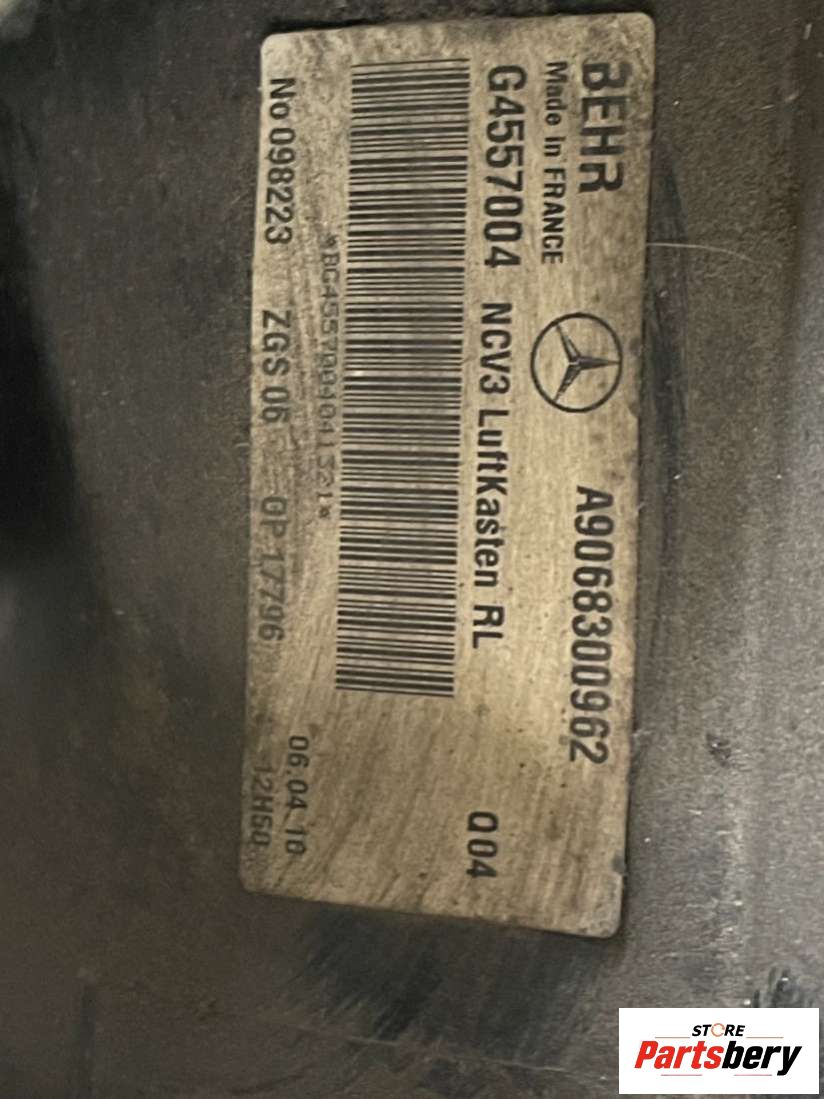 BEHR
Made In FRANCE
A9068300962
G4557004 NCV3 LuftKasten RL Q04
*BG4557004041321*
No 098223 ZGS 06 OP 17796
06.04.10
12H50
STORE
Partsbery